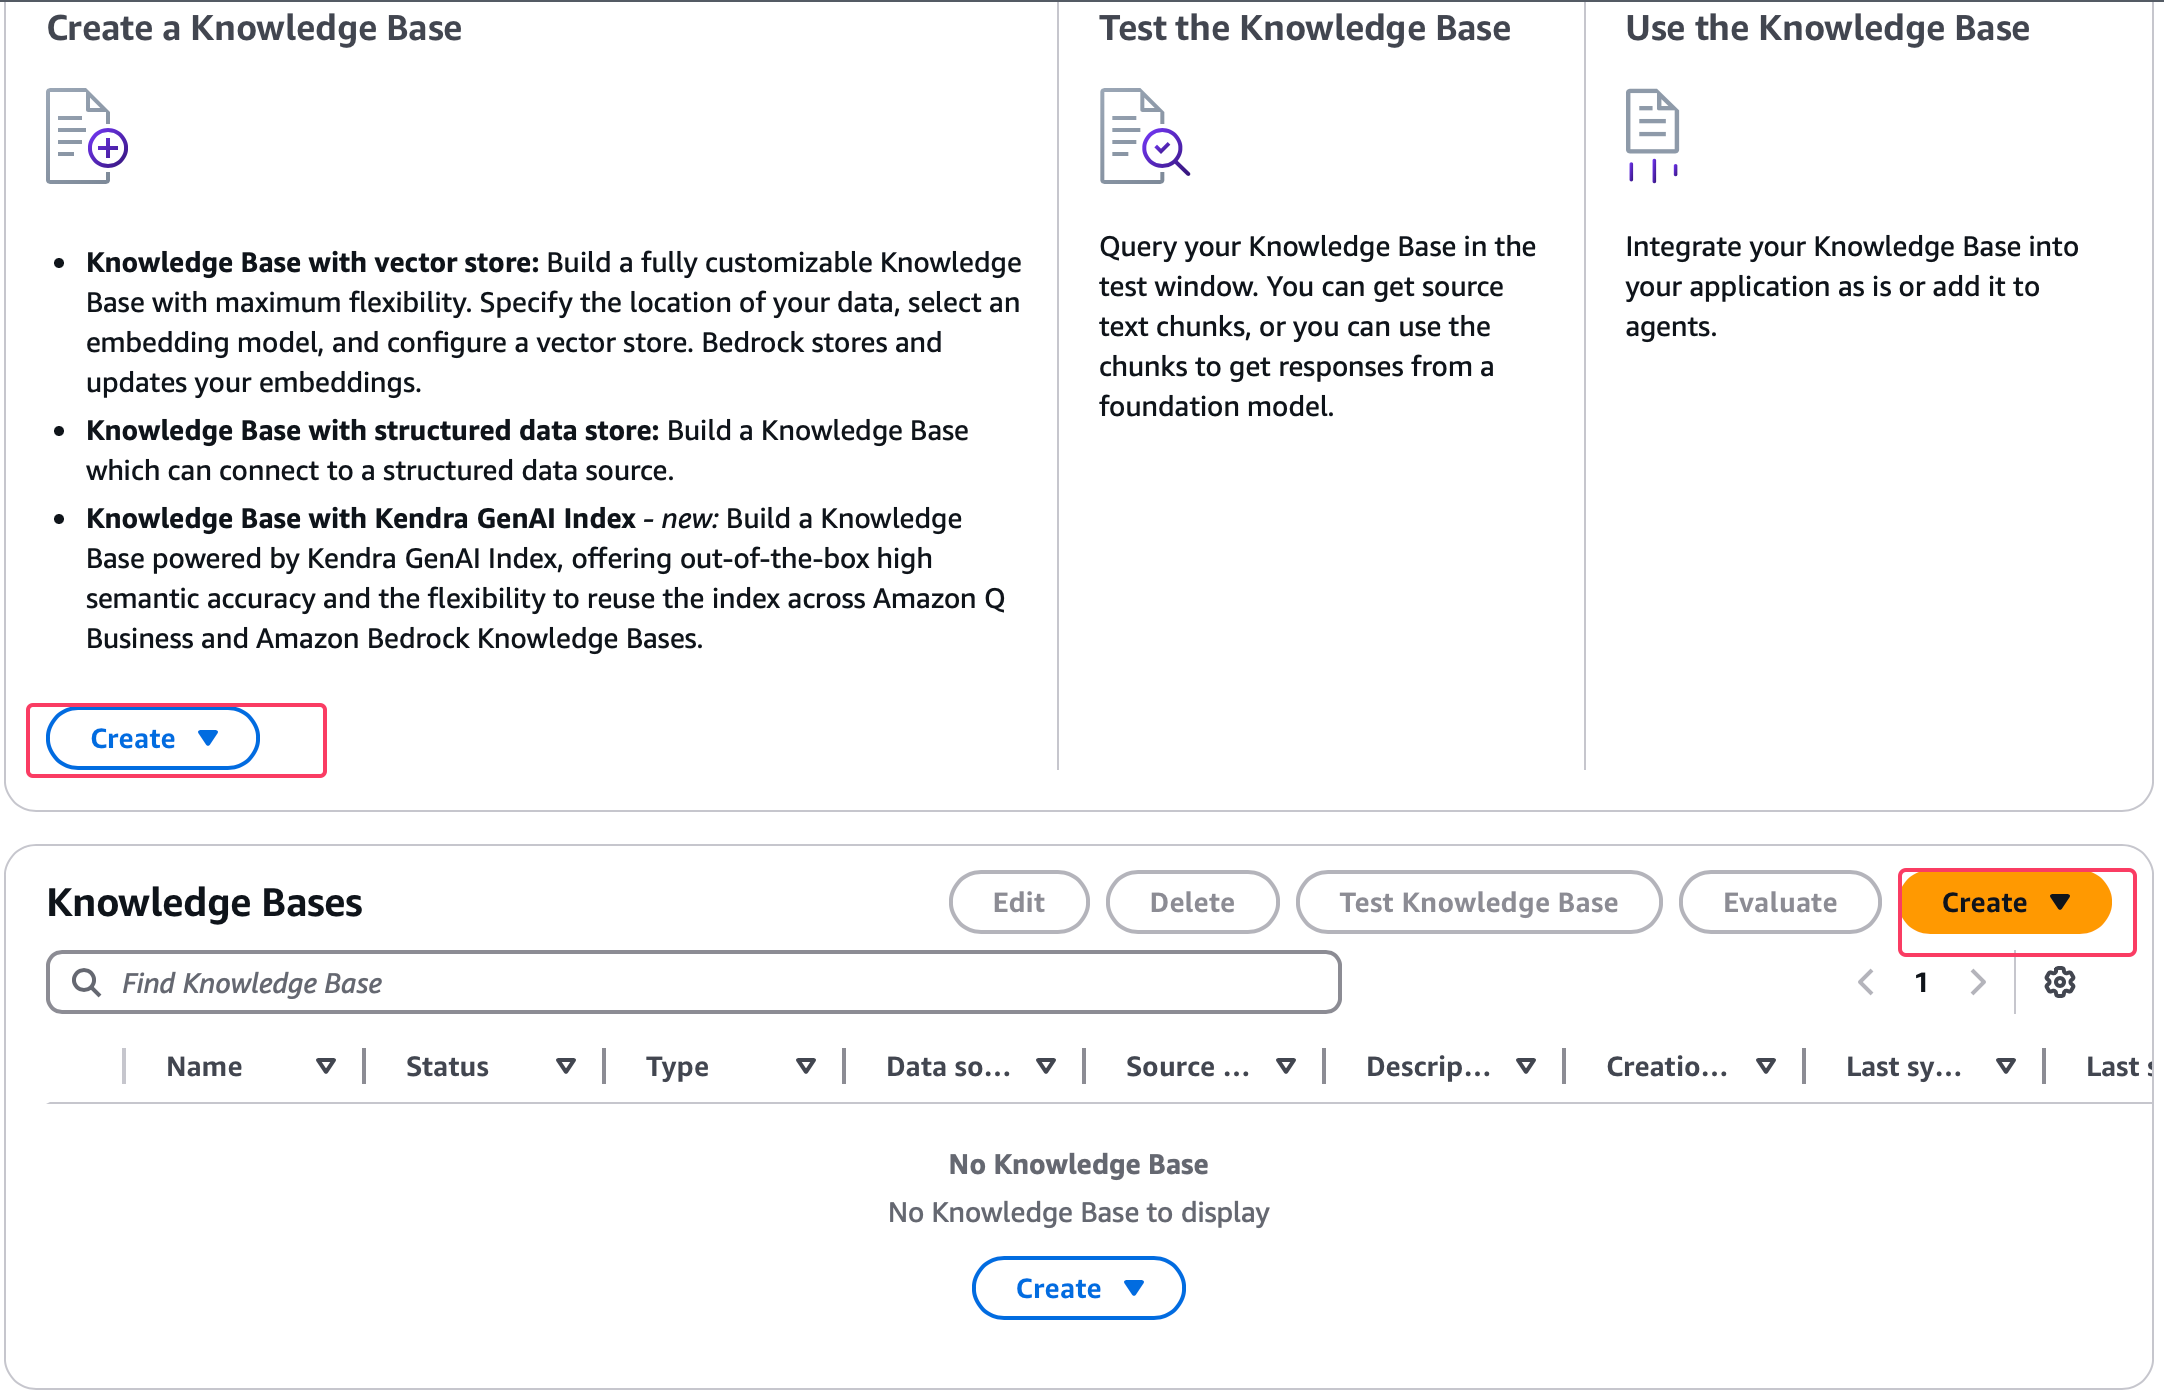 Create a Knowledge Base
Knowledge Base with vector store: Build a fully customizable Knowledge
Base with maximum flexibility. Specify the location of your data, select an
embedding model, and configure a vector store. Bedrock stores and
updates your embeddings.
Knowledge Base with structured data store: Build a Knowledge Base
which can connect to a structured data source.
Knowledge Base with Kendra GenAI Index - new: Build a Knowledge
Base powered by Kendra GenAI Index, offering out-of-the-box high
semantic accuracy and the flexibility to reuse the index across Amazon Q
Business and Amazon Bedrock Knowledge Bases.
Create
Test the Knowledge Base
Query your Knowledge Base in the
test window. You can get source
text chunks, or you can use the
chunks to get responses from a
foundation model.
Use the Knowledge Base
Integrate your Knowledge Base into
your application as is or add it to
agents.
Knowledge Bases
Edit
Delete
Test Knowledge Base
Evaluate
Create
Find Knowledge Base
1
Name
Status
Type
Data so...
Source ...
Descrip...
Creatio...
Last sy...
Last
No Knowledge Base
No Knowledge Base to display
Create